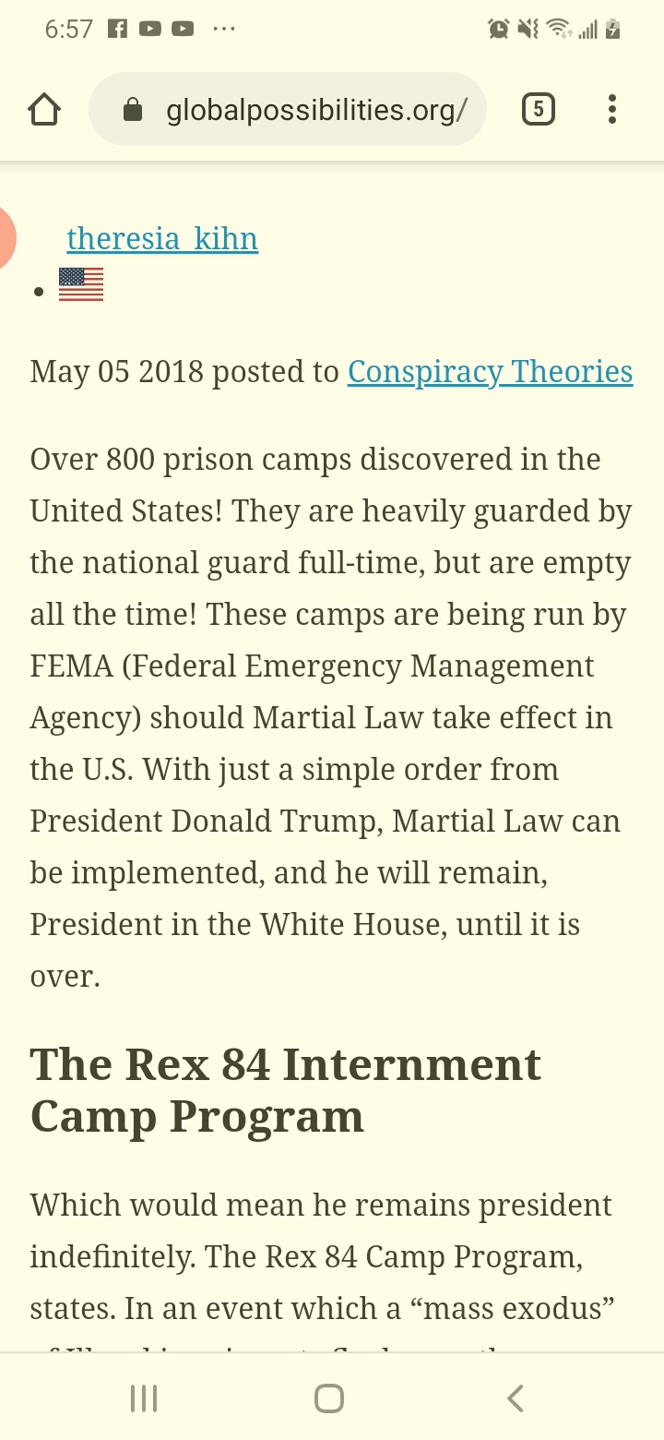 6:57
globalpossibilities.org/
5
theresia kihn
May 05 2018 posted to Conspiracy Theories
Over 800 prison camps discovered in the
United States! They are heavily guarded by
the national guard full-time, but are empty
all the time! These camps are being run by
FEMA (Federal Emergency Management
Agency) should Martial Law take effect in
the U.S. With just a simple order from
President Donald Trump, Martial Law can
be implemented, and he will remain,
President in the White House, until it is
over.
The Rex 84 Internment
Camp Program
Which would mean he remains president
indefinitely. The Rex 84 Camp Program,
states. In an event which a “mass exodus”